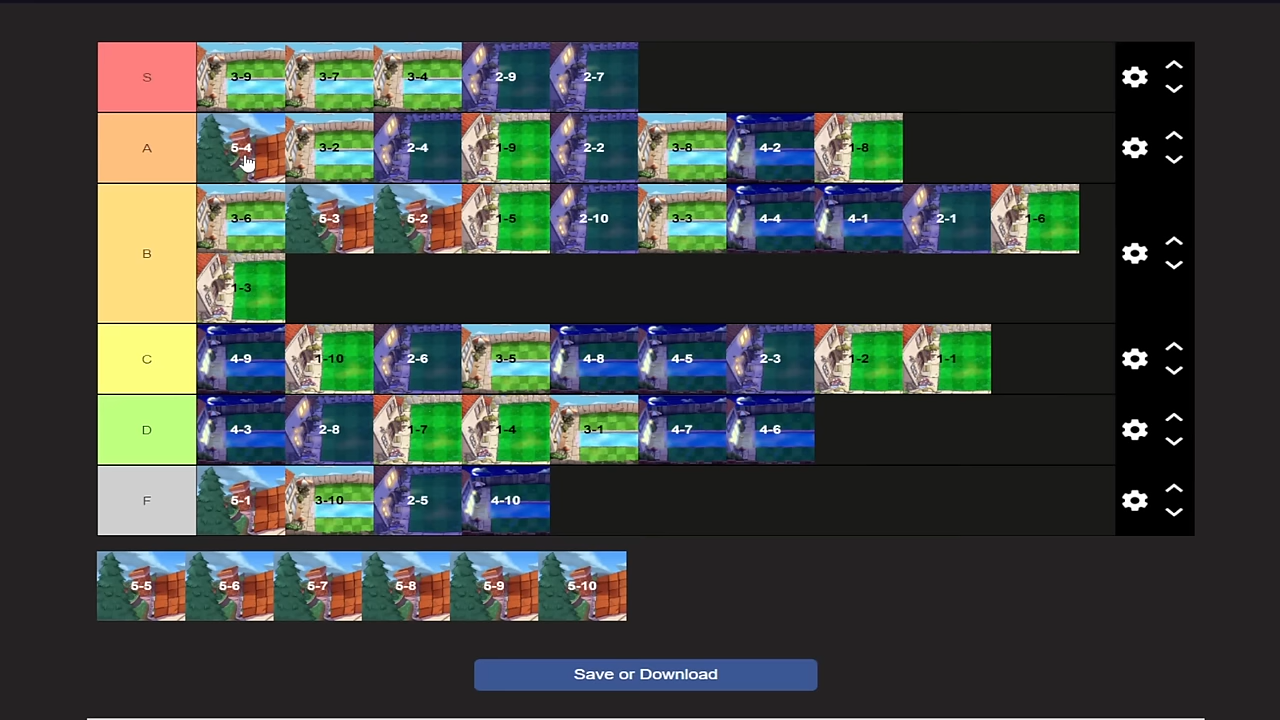 S 3-9 3-7 3-4 2-9 2-7
A 5-4 3-2 2-4 1-9 2-2 3-8 4-2 1-8
B 3-6 5-3 5-2 1-5 2-10 3-3 4-4 4-1 2-1 1-6
1-3
C 4-9 1-10 2-6 3-5 4-8 4-5 2-3 1-2 1-1
D 4-3 2-8 1-7 1-4 3-1 4-7 4-6
F 5-1 3-10 2-5 4-10
5-5 5-6 5-7 5-8 5-9 5-10
Save or Download